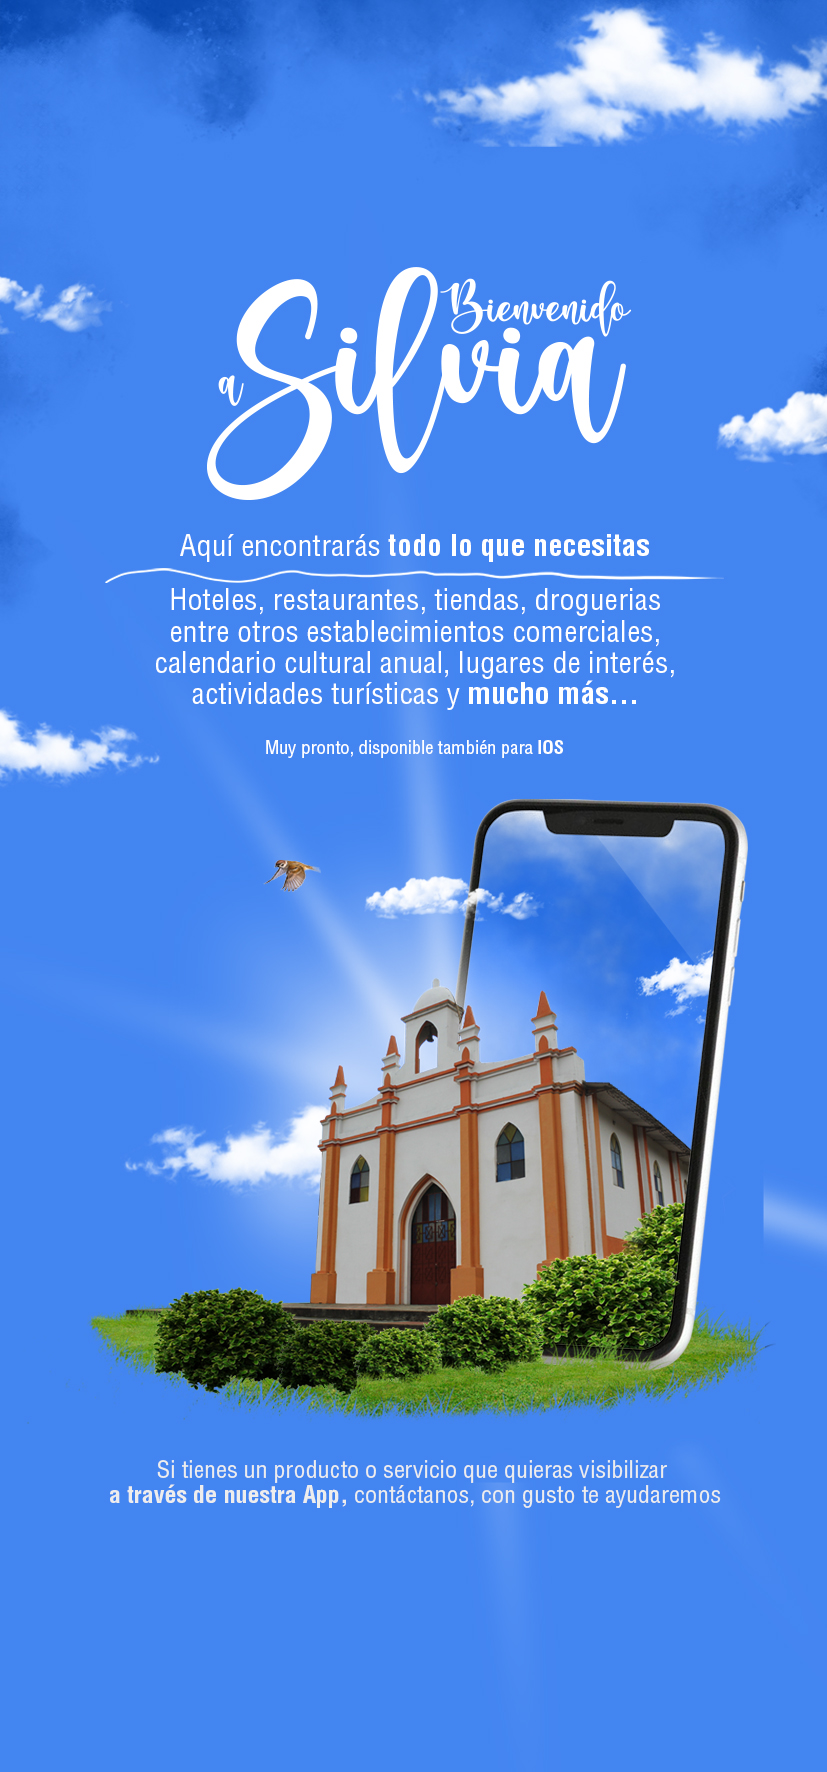 Bienvenido
a Silvia
Aquí encontrarás todo lo que necesitas
Hoteles, restaurantes, tiendas, droguerias
entre otros establecimientos comerciales,
calendario cultural anual, lugares de interés,
actividades turísticas y mucho más...
Muy pronto, disponible también para IOS
Si tienes un producto o servicio que quieras visibilizar
a través de nuestra App, contáctanos, con gusto te ayudaremos